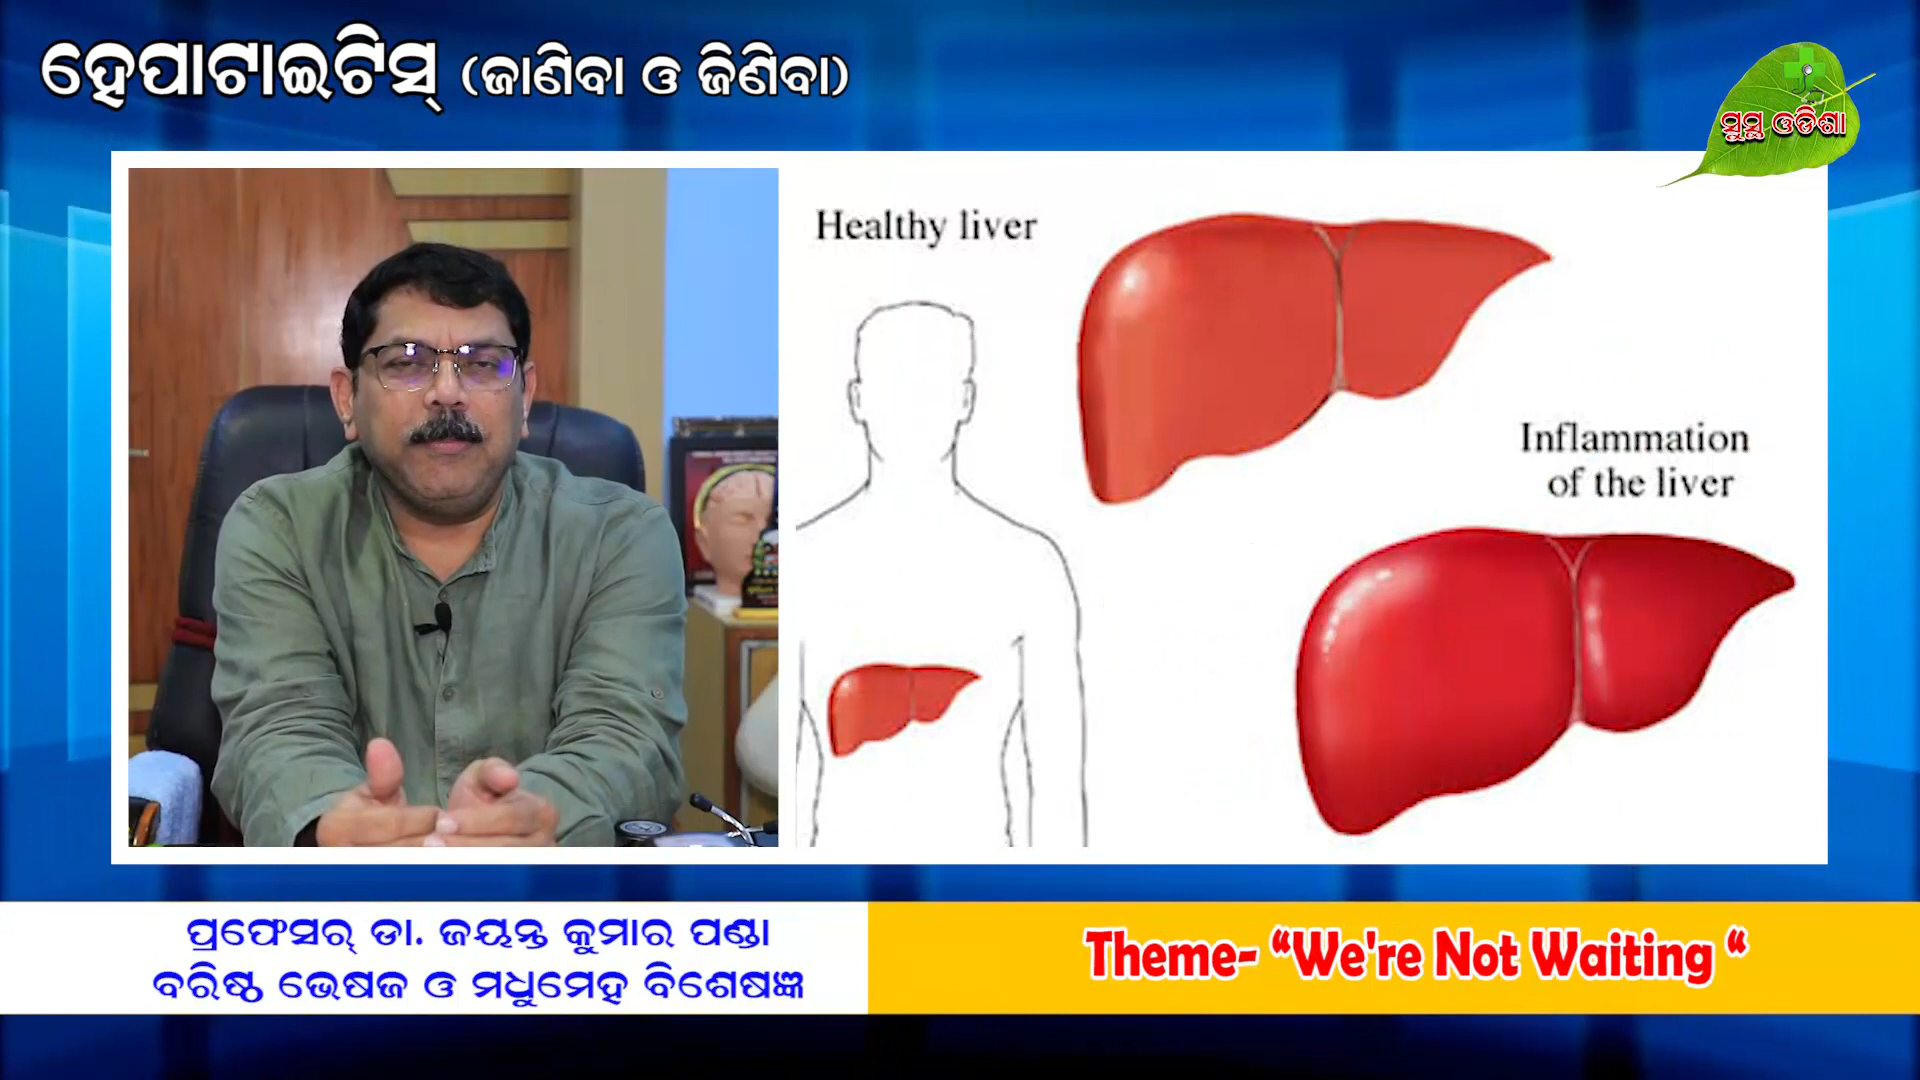 ହେପାଟାଇଟିସ୍ (ଜାଣିବା ଓ ଜିଣିବା)
ସୁସ୍ଥ ଓଡିଶା
Healthy liver
Inflammation
of the liver
ପ୍ରଫେସର୍ ଡା. ଜୟନ୍ତ କୁମାର ପଣ୍ଡା
ବରିଷ୍ଠ ଭେଷଜ ଓ ମଧୁମେହ ବିଶେଷଜ୍ଞ
Theme- “We're Not Waiting “